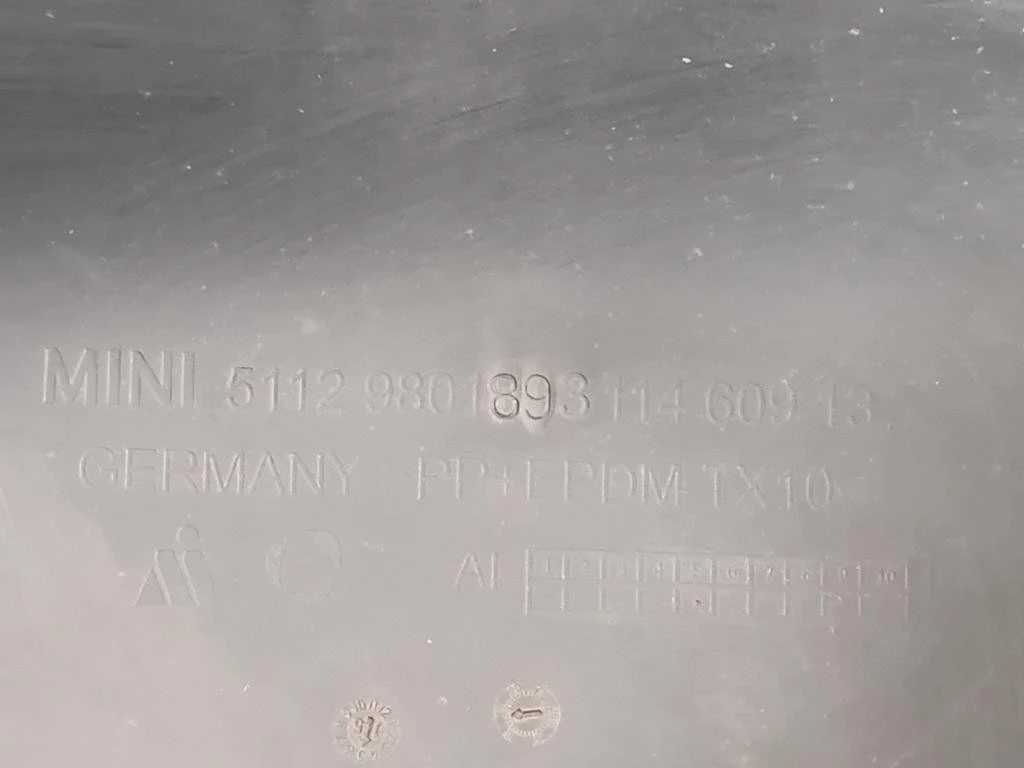 MINI 5112 9801893 114 609 13
GERMANY PP+EPDM TX10
AI 1 2 3 4 5 6 7 8 9 10